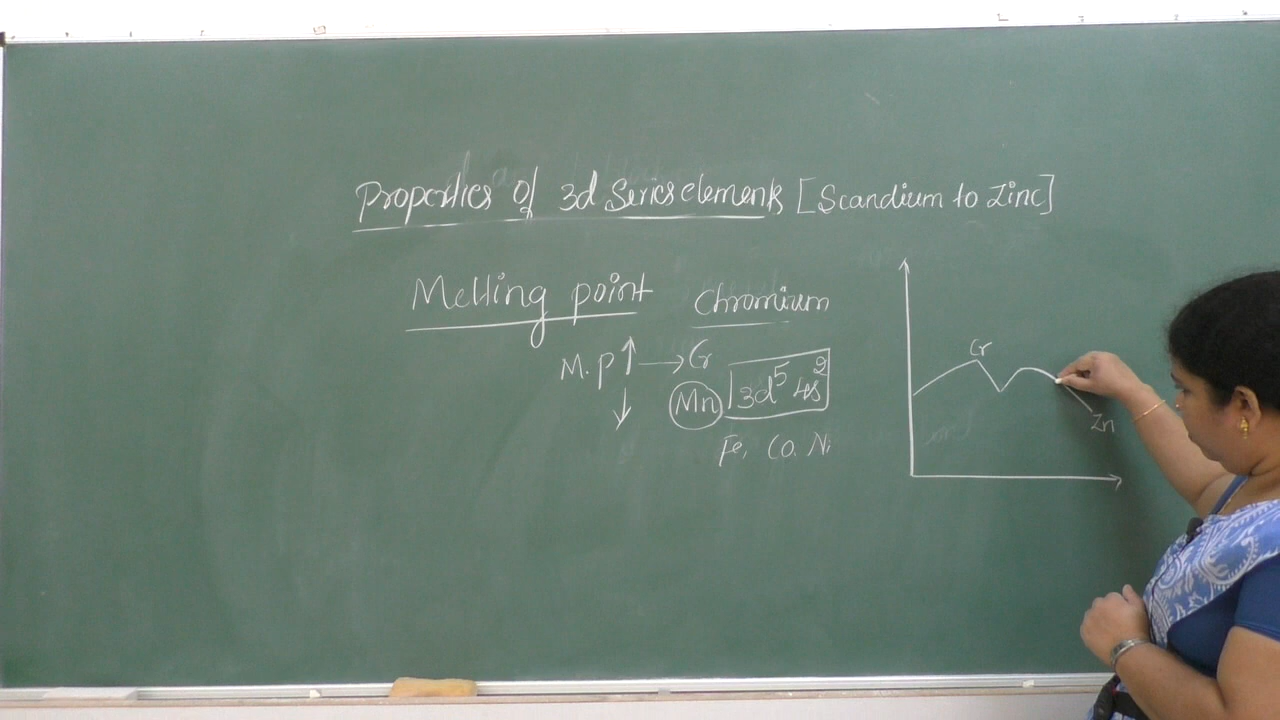 Properties of 3d Series elements [Scandium to Zinc]
Melting point Chromium
M.P ↑ → Cr
↓ Mn 3d⁵ 4s²
Fe, Co. Ni
Cr
Zn